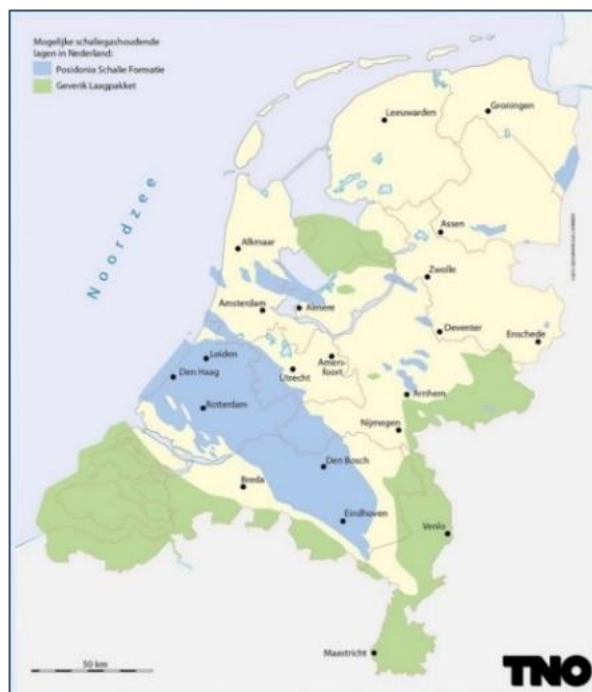 Mogelijke schaliegashoudende
lagen in Nederland:
Posidonia Schalie Formatie
Geverik Laagpakket
Noordzee
Leeuwarden
Groningen
Assen
Alkmaar
Zwolle
Amsterdam
Almere
Deventer
Enschede
Leiden
Amers-
foort
Utrecht
Den Haag
Arnhem
Rotterdam
Nijmegen
Den Bosch
Breda
Eindhoven
Venlo
Maastricht
50 km
TNO